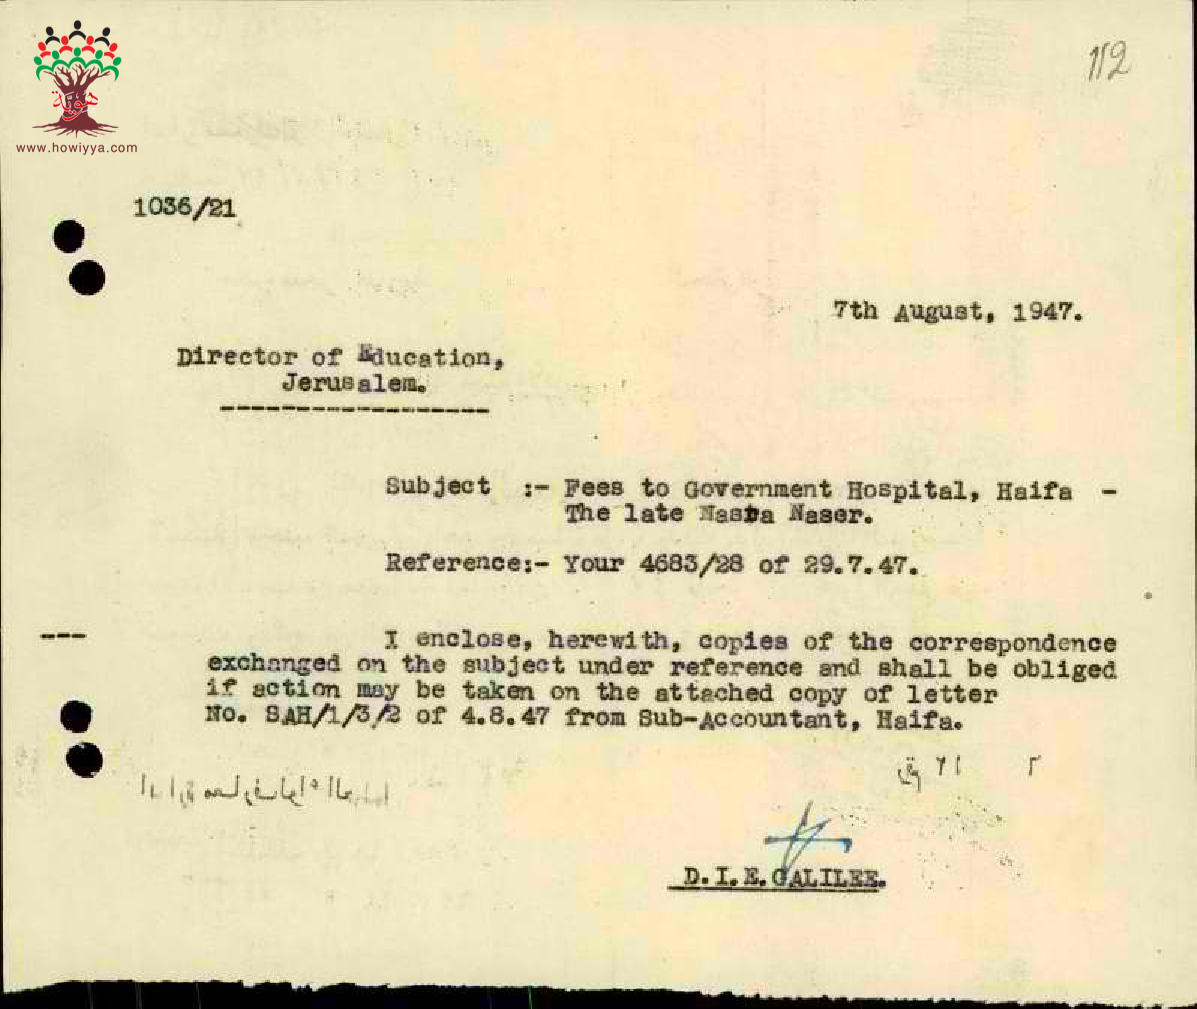 112
هوية
www.howiyya.com
1036/21
7th August, 1947.
Director of Education,
Jerusalem.
Subject :- Fees to Government Hospital, Haifa -
The late Naser.
Reference:- Your 4683/28 of 29.7.47.
I enclose, herewith, copies of the correspondence
exchanged on the subject under reference and shall be obliged
if action may be taken on the attached copy of letter
No. SAH/1/3/2 of 4.8.47 from Sub-Accountant, Haifa.
D.I.E.GALILEE.